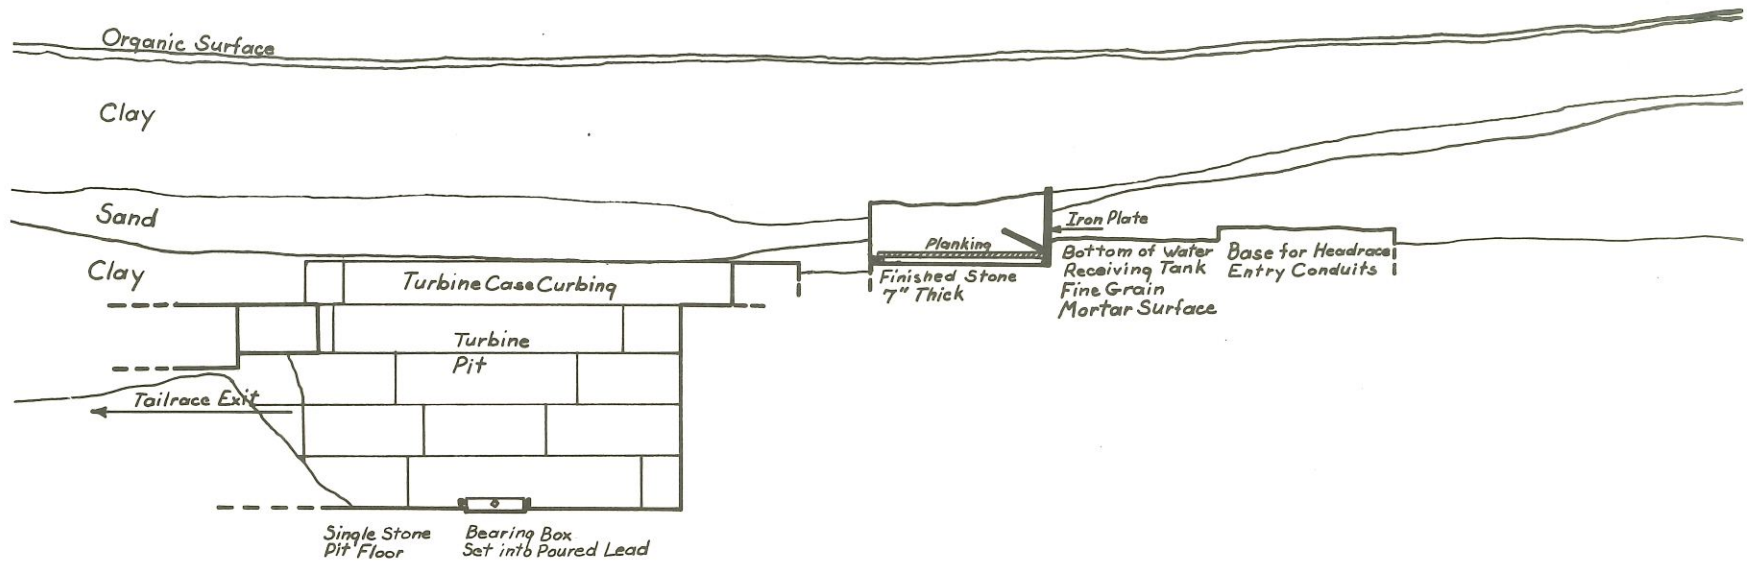 Organic Surface
Clay
Sand
Clay
Turbine Case Curbing
Turbine
Pit
Tailrace Exit
Single Stone
Pit Floor
Bearing Box
Set into Poured Lead
Planking
Finished Stone
7" Thick
Iron Plate
Bottom of Water
Receiving Tank
Fine Grain
Mortar Surface
Base for Headrace
Entry Conduits